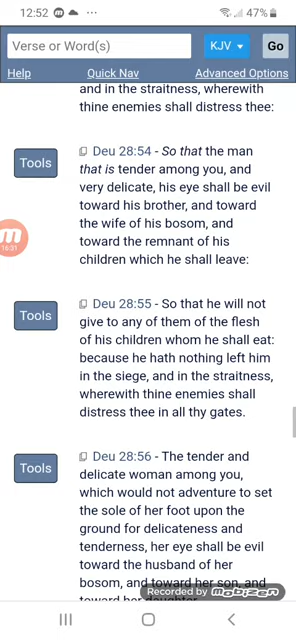 12:52 47%
Verse or Word(s) KJV Go
Help Quick Nav Advanced Options
and in the straitness, wherewith
thine enemies shall distress thee:
Tools
Deu 28:54 - So that the man
that is tender among you, and
very delicate, his eye shall be evil
toward his brother, and toward
the wife of his bosom, and
toward the remnant of his
children which he shall leave:
16:31
Tools
Deu 28:55 - So that he will not
give to any of them of the flesh
of his children whom he shall eat:
because he hath nothing left him
in the siege, and in the straitness,
wherewith thine enemies shall
distress thee in all thy gates.
Tools
Deu 28:56 - The tender and
delicate woman among you,
which would not adventure to set
the sole of her foot upon the
ground for delicateness and
tenderness, her eye shall be evil
toward the husband of her
bosom, and toward her son, and
toward her daughter
Recorded by mobizen